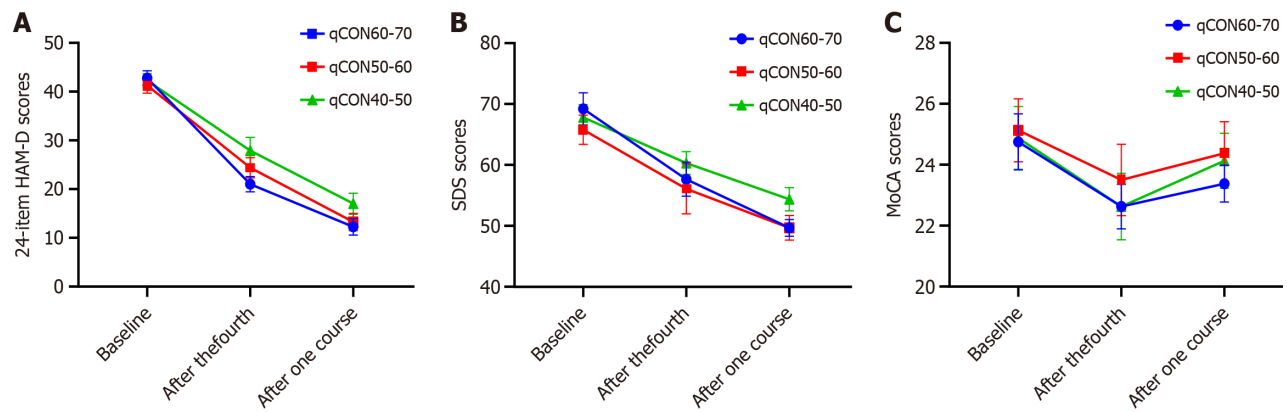 A
50
40
30
20
10
0
24-item HAM-D scores
qCON60-70
qCON50-60
qCON40-50
Baseline
After thefourth
After one course
B
80
70
60
50
40
SDS scores
qCON60-70
qCON50-60
qCON40-50
Baseline
After thefourth
After one course
C
28
26
24
22
20
MoCA scores
qCON60-70
qCON50-60
qCON40-50
Baseline
After thefourth
After one course